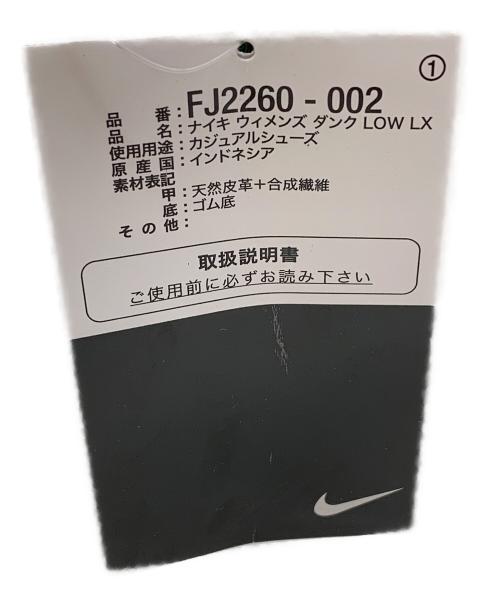 ①
品番：FJ2260 - 002
品名：ナイキ ウィメンズ ダンク LOW LX
使用用途：カジュアルシューズ
原産国：インドネシア
素材表記
甲：天然皮革＋合成繊維
底：ゴム底
その他：
取扱説明書
ご使用前に必ずお読み下さい